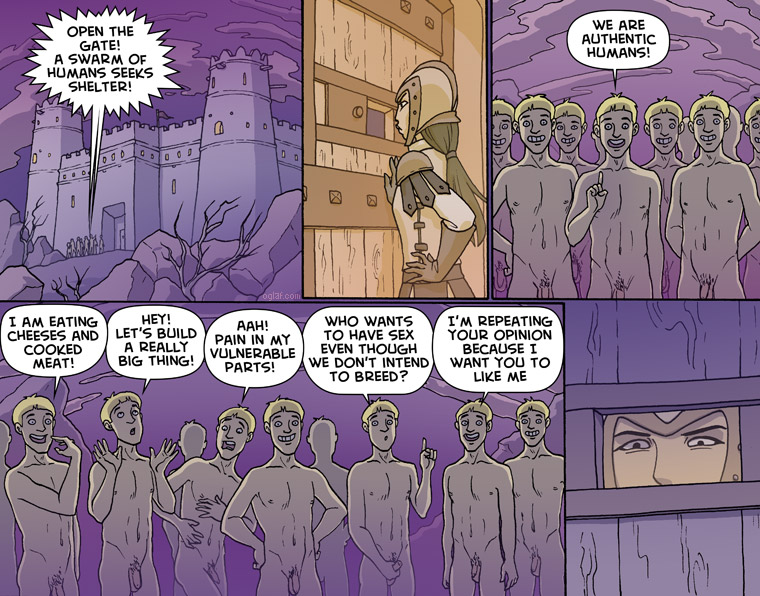 OPEN THE
GATE!
A SWARM OF
HUMANS SEEKS
SHELTER!
oglaf.com
WE ARE
AUTHENTIC
HUMANS!
I AM EATING
CHEESES AND
COOKED
MEAT!
HEY!
LET'S BUILD
A REALLY
BIG THING!
AAH!
PAIN IN MY
VULNERABLE
PARTS!
WHO WANTS
TO HAVE SEX
EVEN THOUGH
WE DON'T INTEND
TO BREED?
I'M REPEATING
YOUR OPINION
BECAUSE I
WANT YOU TO
LIKE ME